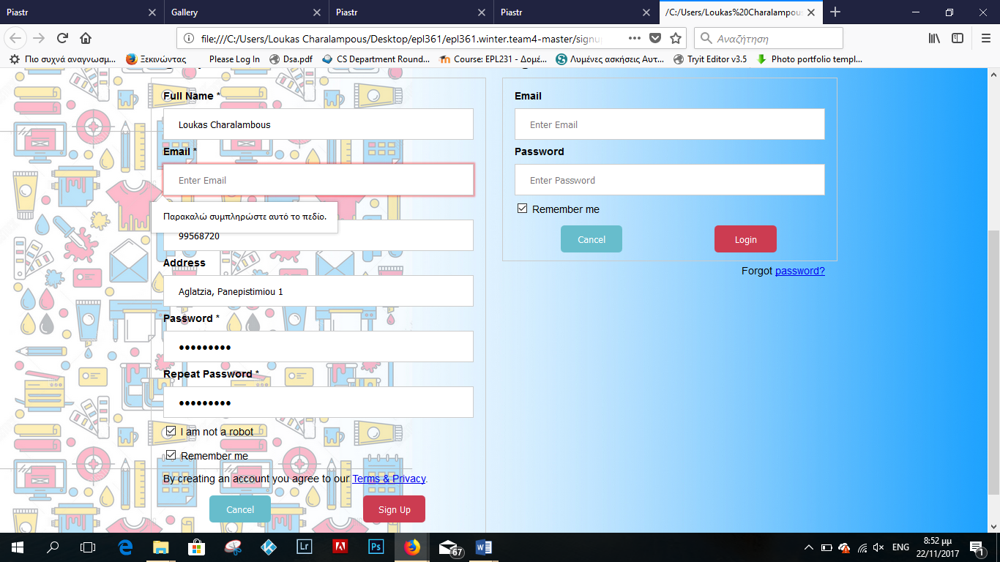 Piastr
Gallery
Piastr
Piastr
/C:/Users/Loukas%20Charalampous
file:///C:/Users/Loukas Charalampous/Desktop/epl361/epl361.winter.team4-master/signu
Αναζήτηση
Πιο συχνά αναγνωσμ...
Ξεκινώντας
Please Log In
Dsa.pdf
CS Department Round...
Course: EPL231 - Δομέ...
Λυμένες ασκήσεις Αυτ...
Tryit Editor v3.5
Photo portfolio templ...
Full Name *
Loukas Charalambous
Email *
Enter Email
Παρακαλώ συμπληρώστε αυτό το πεδίο.
99568720
Address
Aglatzia, Panepistimiou 1
Password *
●●●●●●●●●
Repeat Password *
●●●●●●●●●
I am not a robot
Remember me
By creating an account you agree to our Terms & Privacy.
Cancel
Sign Up
Email
Enter Email
Password
Enter Password
Remember me
Cancel
Login
Forgot password?
Lr
Ps
67
ENG
8:52 μμ
22/11/2017
1